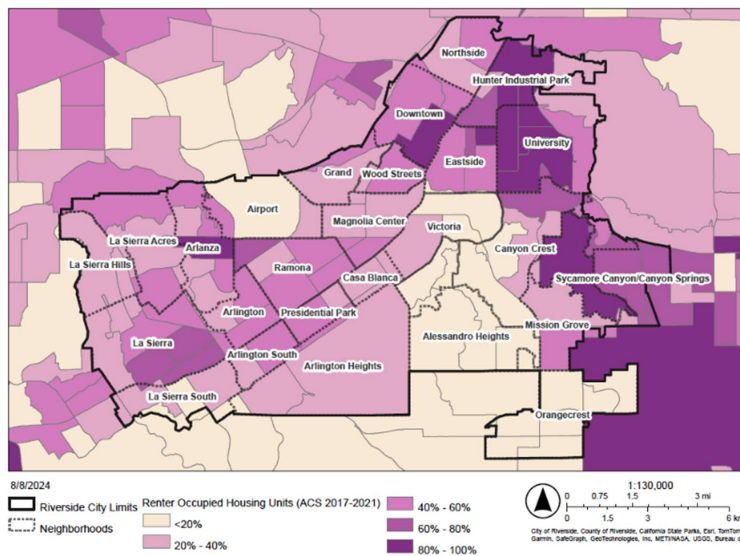 Northside
Hunter Industrial Park
Downtown
University
Eastside
Grand
Wood Streets
Airport
Magnolia Center
Victoria
La Sierra Acres
Arlanza
Canyon Crest
La Sierra Hills
Ramona
Casa Blanca
Sycamore Canyon/Canyon Springs
Arlington
Presidential Park
Mission Grove
La Sierra
Alessandro Heights
Arlington South
Arlington Heights
La Sierra South
Orangecrest
8/8/2024
Riverside City Limits
Neighborhoods
Renter Occupied Housing Units (ACS 2017-2021)
<20%
20% - 40%
40% - 60%
60% - 80%
80% - 100%
1:130,000
0 0.75 1.5 3 mi
0 1.5 3 6 k
City of Riverside, County of Riverside, California State Parks, Esri, TomTom
Garmin, SafeGraph, GeoTechnologies, Inc, METI/NASA, USGS, Bureau o